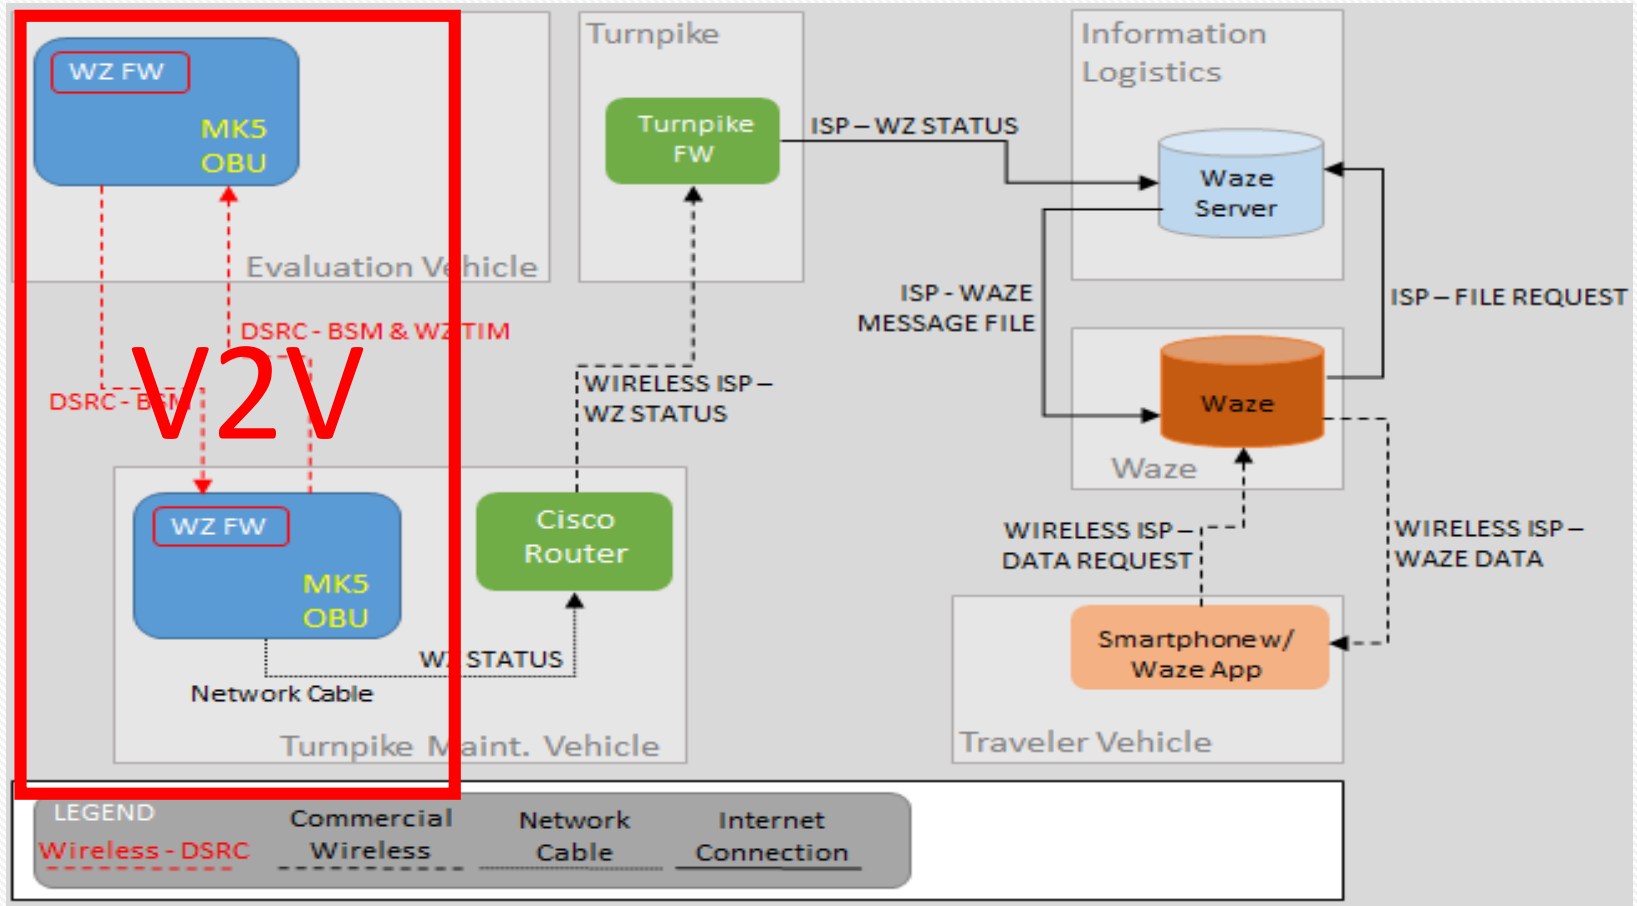 WZ FW
MK5
OBU
Evaluation Vehicle
Turnpike
Turnpike
FW
ISP – WZ STATUS
Information
Logistics
Waze
Server
ISP - WAZE
MESSAGE FILE
ISP – FILE REQUEST
DSRC - BSM & WZ TIM
DSRC - BSM
V2V
WIRELESS ISP –
WZ STATUS
Waze
Waze
WZ FW
MK5
OBU
Cisco
Router
WZ STATUS
Network Cable
Turnpike Maint. Vehicle
WIRELESS ISP –
DATA REQUEST
WIRELESS ISP –
WAZE DATA
Smartphone w/
Waze App
Traveler Vehicle
LEGEND
Wireless - DSRC
Commercial
Wireless
Network
Cable
Internet
Connection